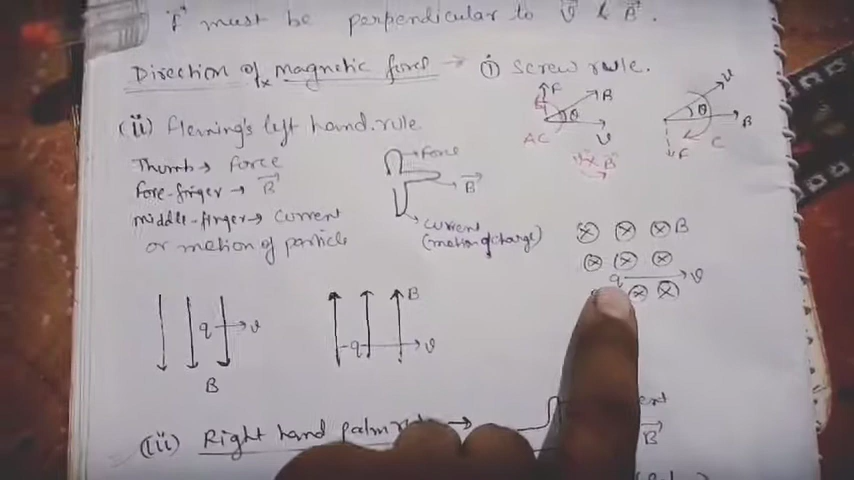 F must be perpendicular to V & B.
Direction of magnetic force → (i) Screw rule.
F B θ V AC
V×B
V θ B F C
(ii) Fleming's left hand rule
Thumb → force
Fore-finger → B
middle-finger → current
or motion of particle
Force
B
current
(motion of charge)
B
q V
q V
B
B
q V
(iii) Right hand palm
B